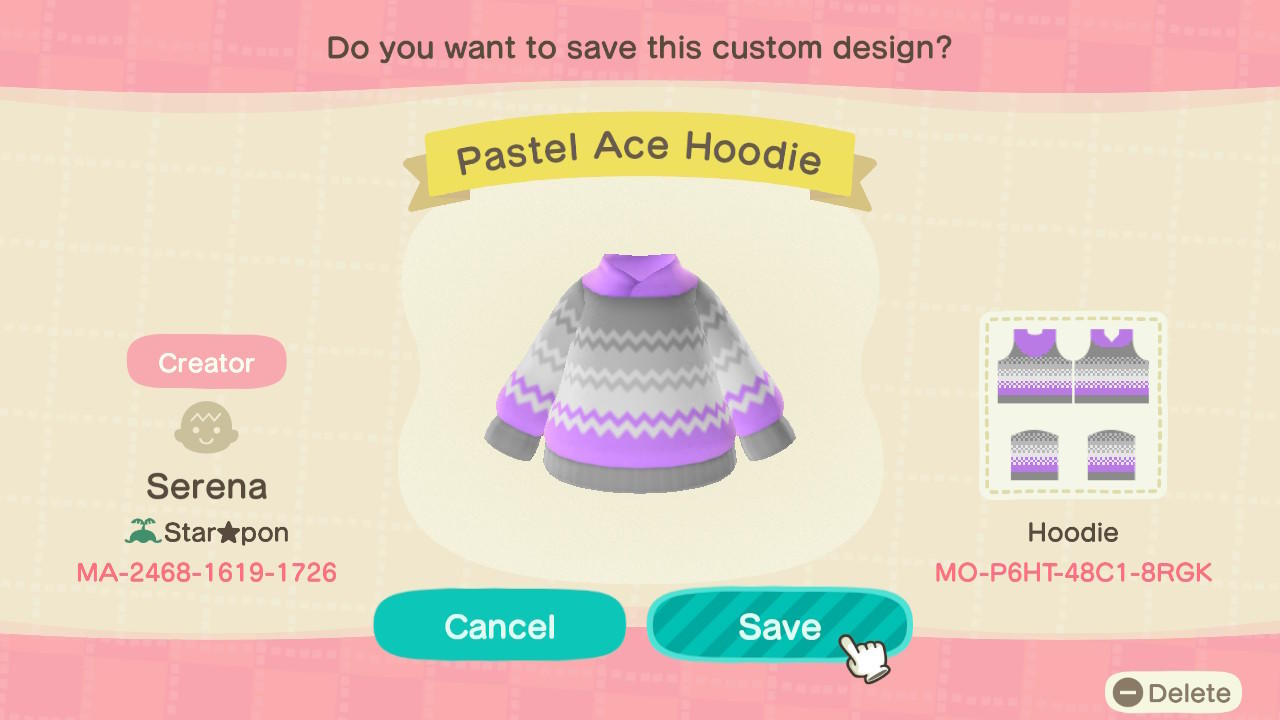 Do you want to save this custom design?
Pastel Ace Hoodie
Creator
Serena
Star★pon
MA-2468-1619-1726
Hoodie
MO-P6HT-48C1-8RGK
Cancel
Save
Delete